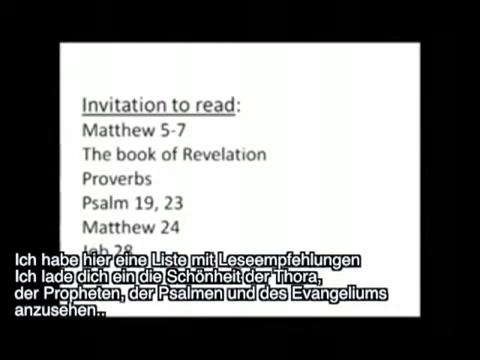 Invitation to read:
Matthew 5-7
The book of Revelation
Proverbs
Psalm 19, 23
Matthew 24
Job 28
Ich habe hier eine Liste mit Leseempfehlungen
Ich lade dich ein die Schönheit der Thora,
der Propheten, der Psalmen und des Evangeliums
anzusehen..